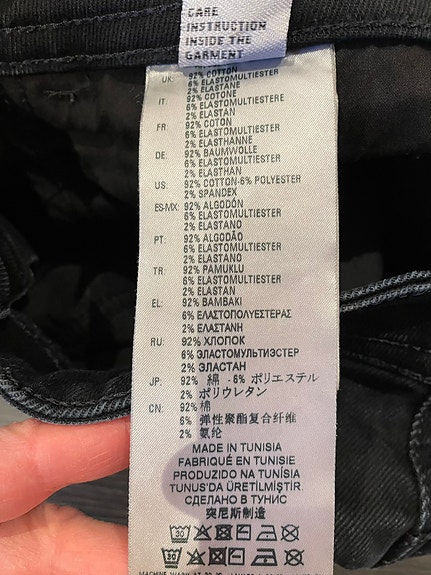 CARE
INSTRUCTION
INSIDE THE
GARMENT
UK: 92% COTTON
6% ELASTOMULTIESTER
2% ELASTANE
IT: 92% COTONE
6% ELASTOMULTIESTERE
2% ELASTAN
FR: 92% COTON
6% ELASTOMULTIESTER
2% ELASTHANNE
DE: 92% BAUMWOLLE
6% ELASTOMULTIESTER
2% ELASTHAN
US: 92% COTTON-6% POLYESTER
2% SPANDEX
ES-MX: 92% ALGODÓN
6% ELASTOMULTIESTER
2% ELASTANO
PT: 92% ALGODÃO
6% ELASTOMULTIESTER
2% ELASTANO
TR: 92% PAMUKLU
6% ELASTOMULTIESTER
2% ELASTAN
EL: 92% ΒΑΜΒΑΚΙ
6% ΕΛΑΣΤΟΠΟΛΥΕΣΤΕΡΑΣ
2% ΕΛΑΣΤΑΝΗ
RU: 92% ХЛОПОК
6% ЭЛАСТОМУЛЬТИЭСТЕР
2% ЭЛАСТАН
JP: 92% 綿 -6% ポリエステル
2% ポリウレタン
CN: 92% 棉
6% 弹性聚酯复合纤维
2% 氨纶
MADE IN TUNISIA
FABRIQUÉ EN TUNISIE
PRODUZIDO NA TUNÍSIA
TUNUS'DA ÜRETİLMİŞTİR
СДЕЛАНО В ТУНИС
突尼斯制造
30
30